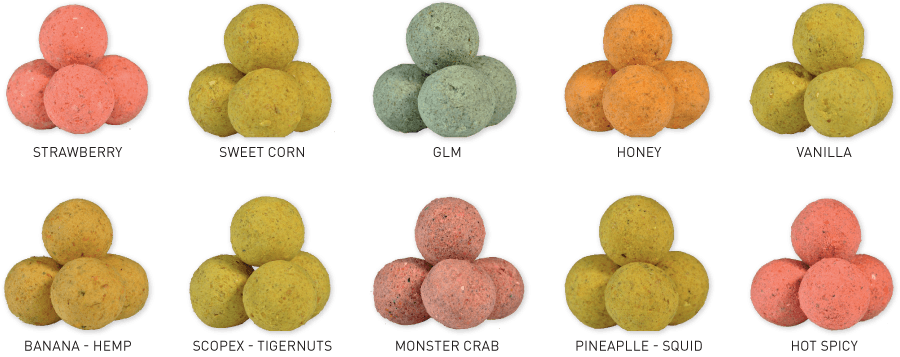 STRAWBERRY
SWEET CORN
GLM
HONEY
VANILLA
BANANA - HEMP
SCOPEX - TIGERNUTS
MONSTER CRAB
PINEAPLLE - SQUID
HOT SPICY